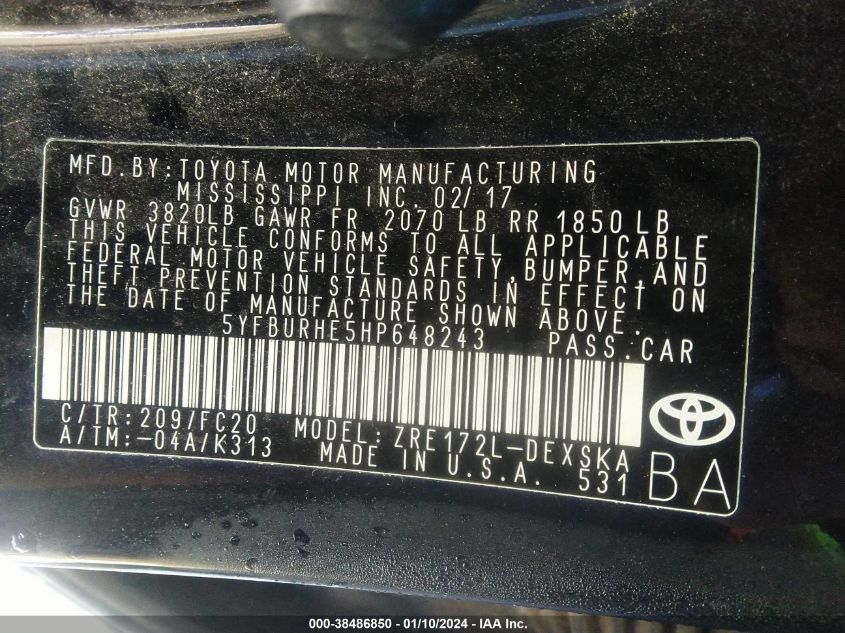 MFD. BY: TOYOTA MOTOR MANUFACTURING
MISSISSIPPI INC. 02/17
GVWR 3820LB GAWR FR 2070 LB RR 1850 LB
THIS VEHICLE CONFORMS TO ALL APPLICABLE
FEDERAL MOTOR VEHICLE SAFETY, BUMPER, AND
THEFT PREVENTION STANDARDS IN EFFECT ON
THE DATE OF MANUFACTURE SHOWN ABOVE.
5YFBURHE5HP648243 PASS. CAR
C/TR: 209/FC20 MODEL: ZRE172L-DEXSKA
A/TM: -04A/K313 MADE IN U.S.A. 531
BA
000-38486850 - 01/10/2024 - IAA Inc.